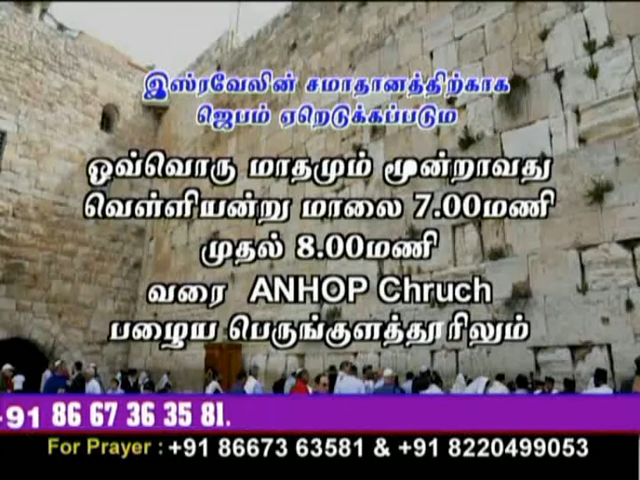 இஸ்ரவேலின் சமாதானத்திற்காக
ஜெபம் ஏறெடுக்கப்படும
ஒவ்வொரு மாதமும் மூன்றாவது
வெள்ளியன்று மாலை 7.00மணி
முதல் 8.00மணி
வரை ANHOP Chruch
பழைய பெருங்களத்தூரிலும்
+91 86 67 36 35 81.
For Prayer : +91 86673 63581 & +91 8220499053